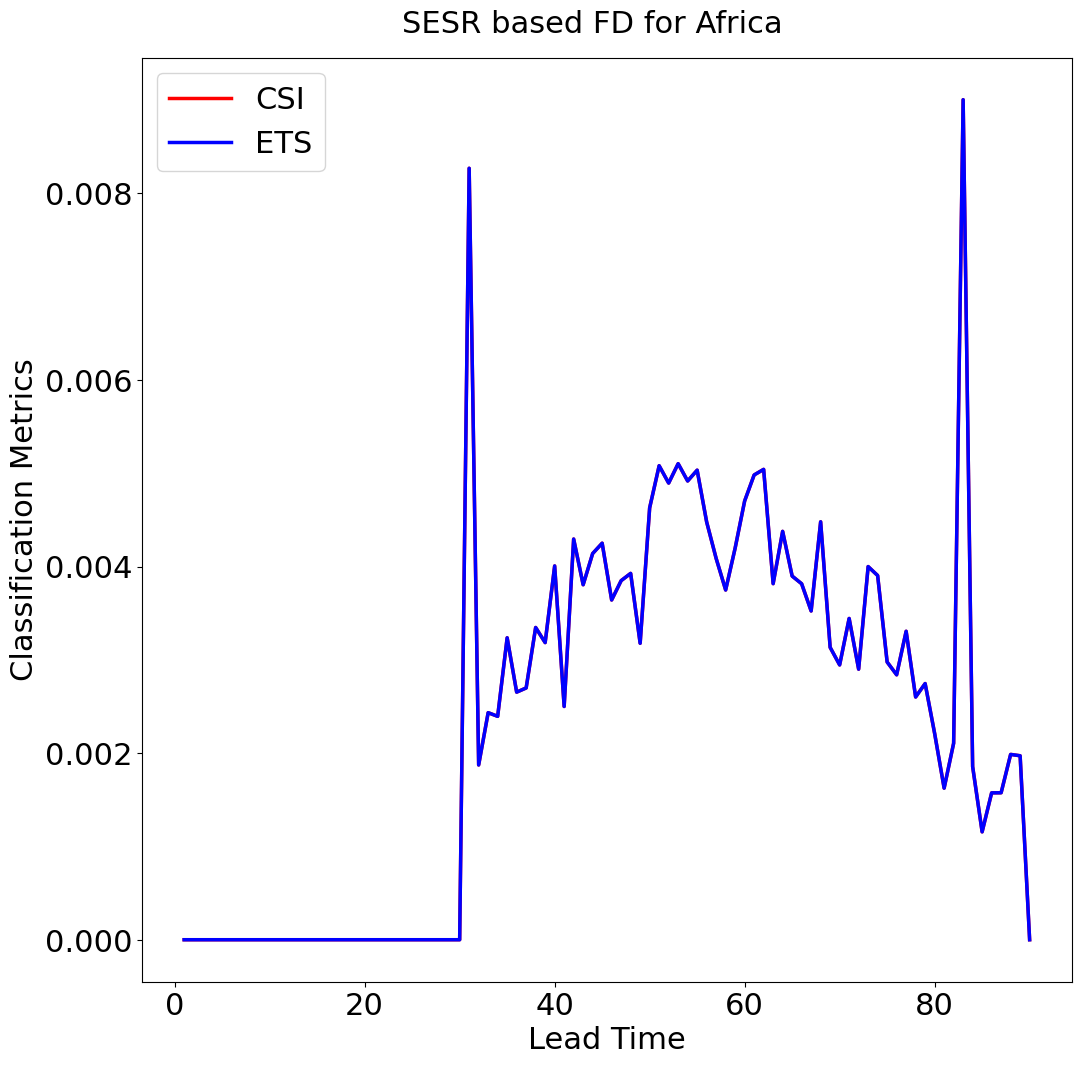 SESR based FD for Africa
CSI
ETS
Classification Metrics
0.008
0.006
0.004
0.002
0.000
0 20 40 60 80
Lead Time